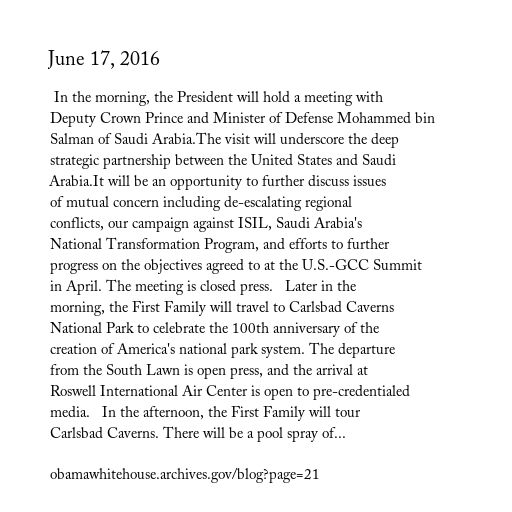 June 17, 2016
In the morning, the President will hold a meeting with
Deputy Crown Prince and Minister of Defense Mohammed bin
Salman of Saudi Arabia.The visit will underscore the deep
strategic partnership between the United States and Saudi
Arabia.It will be an opportunity to further discuss issues
of mutual concern including de-escalating regional
conflicts, our campaign against ISIL, Saudi Arabia's
National Transformation Program, and efforts to further
progress on the objectives agreed to at the U.S.-GCC Summit
in April. The meeting is closed press.   Later in the
morning, the First Family will travel to Carlsbad Caverns
National Park to celebrate the 100th anniversary of the
creation of America's national park system. The departure
from the South Lawn is open press, and the arrival at
Roswell International Air Center is open to pre-credentialed
media.   In the afternoon, the First Family will tour
Carlsbad Caverns. There will be a pool spray of...
obamawhitehouse.archives.gov/blog?page=21